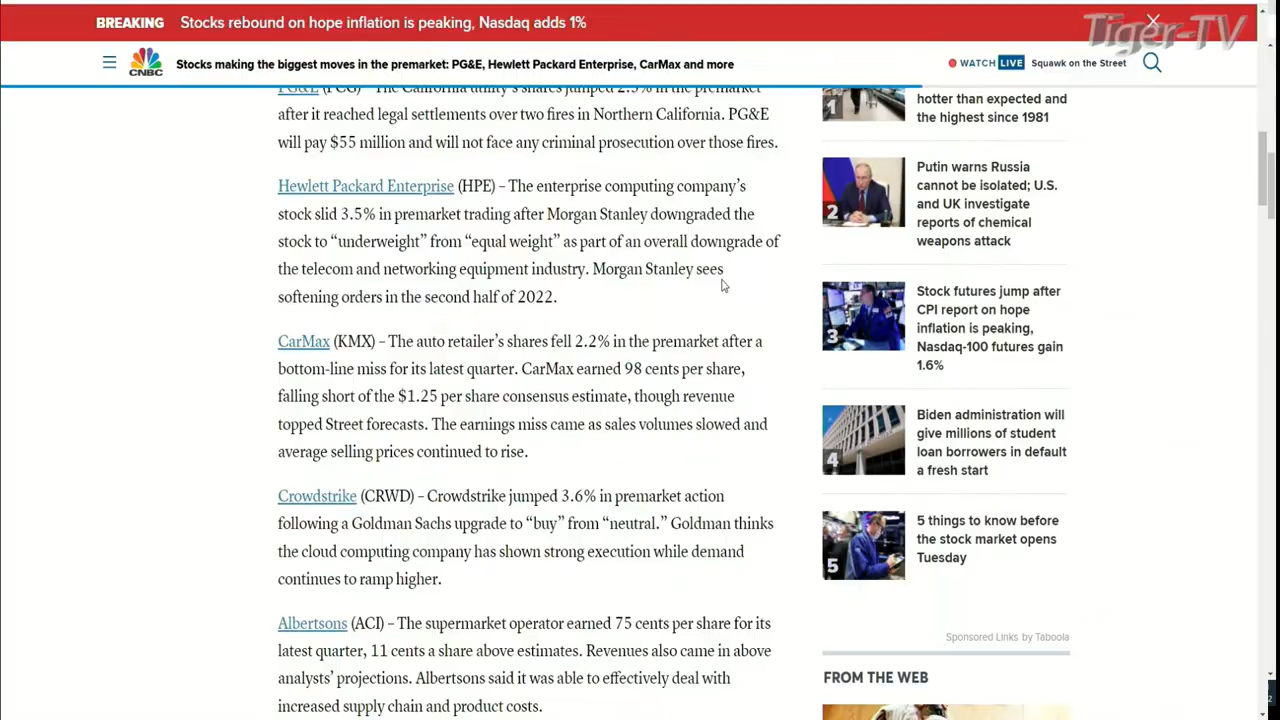 BREAKING Stocks rebound on hope inflation is peaking, Nasdaq adds 1%
Tiger-TV
CNBC
Stocks making the biggest moves in the premarket: PG&E, Hewlett Packard Enterprise, CarMax and more
WATCH LIVE Squawk on the Street
PG&E (PCG) – The California utility's shares jumped 2.5% in the premarket
after it reached legal settlements over two fires in Northern California. PG&E
will pay $55 million and will not face any criminal prosecution over those fires.
Hewlett Packard Enterprise (HPE) – The enterprise computing company's
stock slid 3.5% in premarket trading after Morgan Stanley downgraded the
stock to “underweight” from “equal weight” as part of an overall downgrade of
the telecom and networking equipment industry. Morgan Stanley sees
softening orders in the second half of 2022.
CarMax (KMX) – The auto retailer's shares fell 2.2% in the premarket after a
bottom-line miss for its latest quarter. CarMax earned 98 cents per share,
falling short of the $1.25 per share consensus estimate, though revenue
topped Street forecasts. The earnings miss came as sales volumes slowed and
average selling prices continued to rise.
Crowdstrike (CRWD) – Crowdstrike jumped 3.6% in premarket action
following a Goldman Sachs upgrade to “buy” from “neutral.” Goldman thinks
the cloud computing company has shown strong execution while demand
continues to ramp higher.
Albertsons (ACI) – The supermarket operator earned 75 cents per share for its
latest quarter, 11 cents a share above estimates. Revenues also came in above
analysts' projections. Albertsons said it was able to effectively deal with
increased supply chain and product costs.
1
hotter than expected and
the highest since 1981
2
Putin warns Russia
cannot be isolated; U.S.
and UK investigate
reports of chemical
weapons attack
3
Stock futures jump after
CPI report on hope
inflation is peaking,
Nasdaq-100 futures gain
1.6%
4
Biden administration will
give millions of student
loan borrowers in default
a fresh start
5
5 things to know before
the stock market opens
Tuesday
Sponsored Links by Taboola
FROM THE WEB